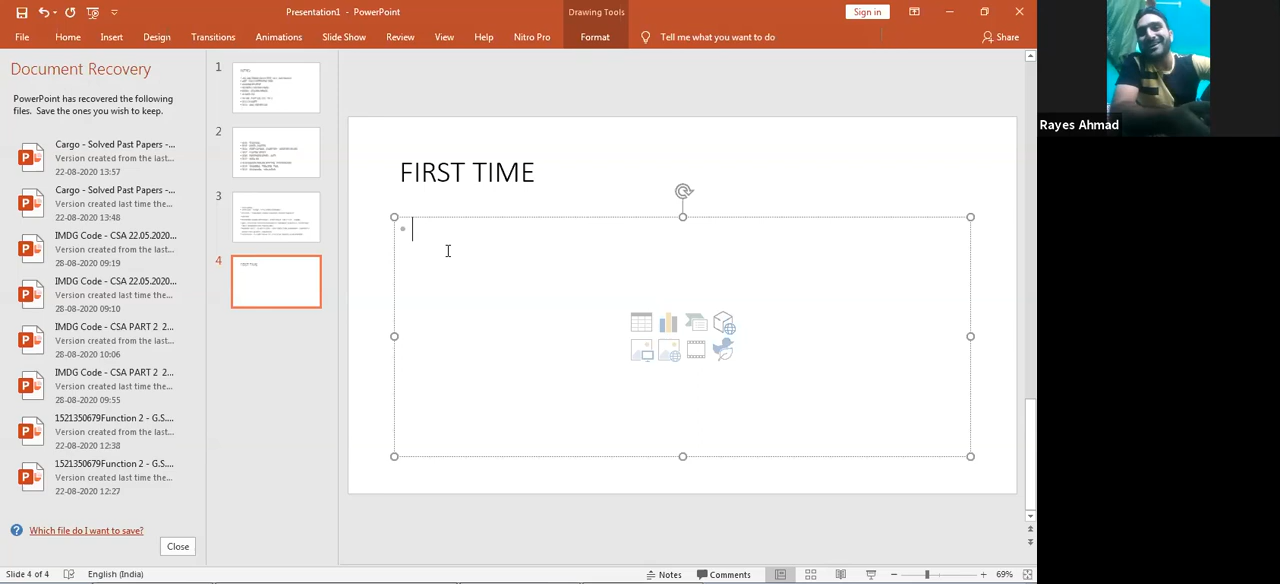 Presentation1 - PowerPoint
Drawing Tools
Sign in
File Home Insert Design Transitions Animations Slide Show Review View Help Nitro Pro Format Tell me what you want to do Share
Document Recovery
PowerPoint has recovered the following
files. Save the ones you wish to keep.
Cargo - Solved Past Papers -...
Version created from the last...
22-08-2020 13:57
Cargo - Solved Past Papers -...
Version created last time the...
22-08-2020 13:48
IMDG Code - CSA 22.05.2020...
Version created from the last...
28-08-2020 09:19
IMDG Code - CSA 22.05.2020...
Version created last time the...
28-08-2020 09:10
IMDG Code - CSA PART 2 2...
Version created from the last...
28-08-2020 10:06
IMDG Code - CSA PART 2 2...
Version created last time the...
28-08-2020 09:55
1521350679Function 2 - G.S....
Version created from the last...
22-08-2020 12:38
1521350679Function 2 - G.S....
Version created last time the...
22-08-2020 12:27
Which file do I want to save?
Close
1
2
3
4
FIRST TIME
FIRST TIME
Rayes Ahmad
Slide 4 of 4 English (India) Notes Comments 69%